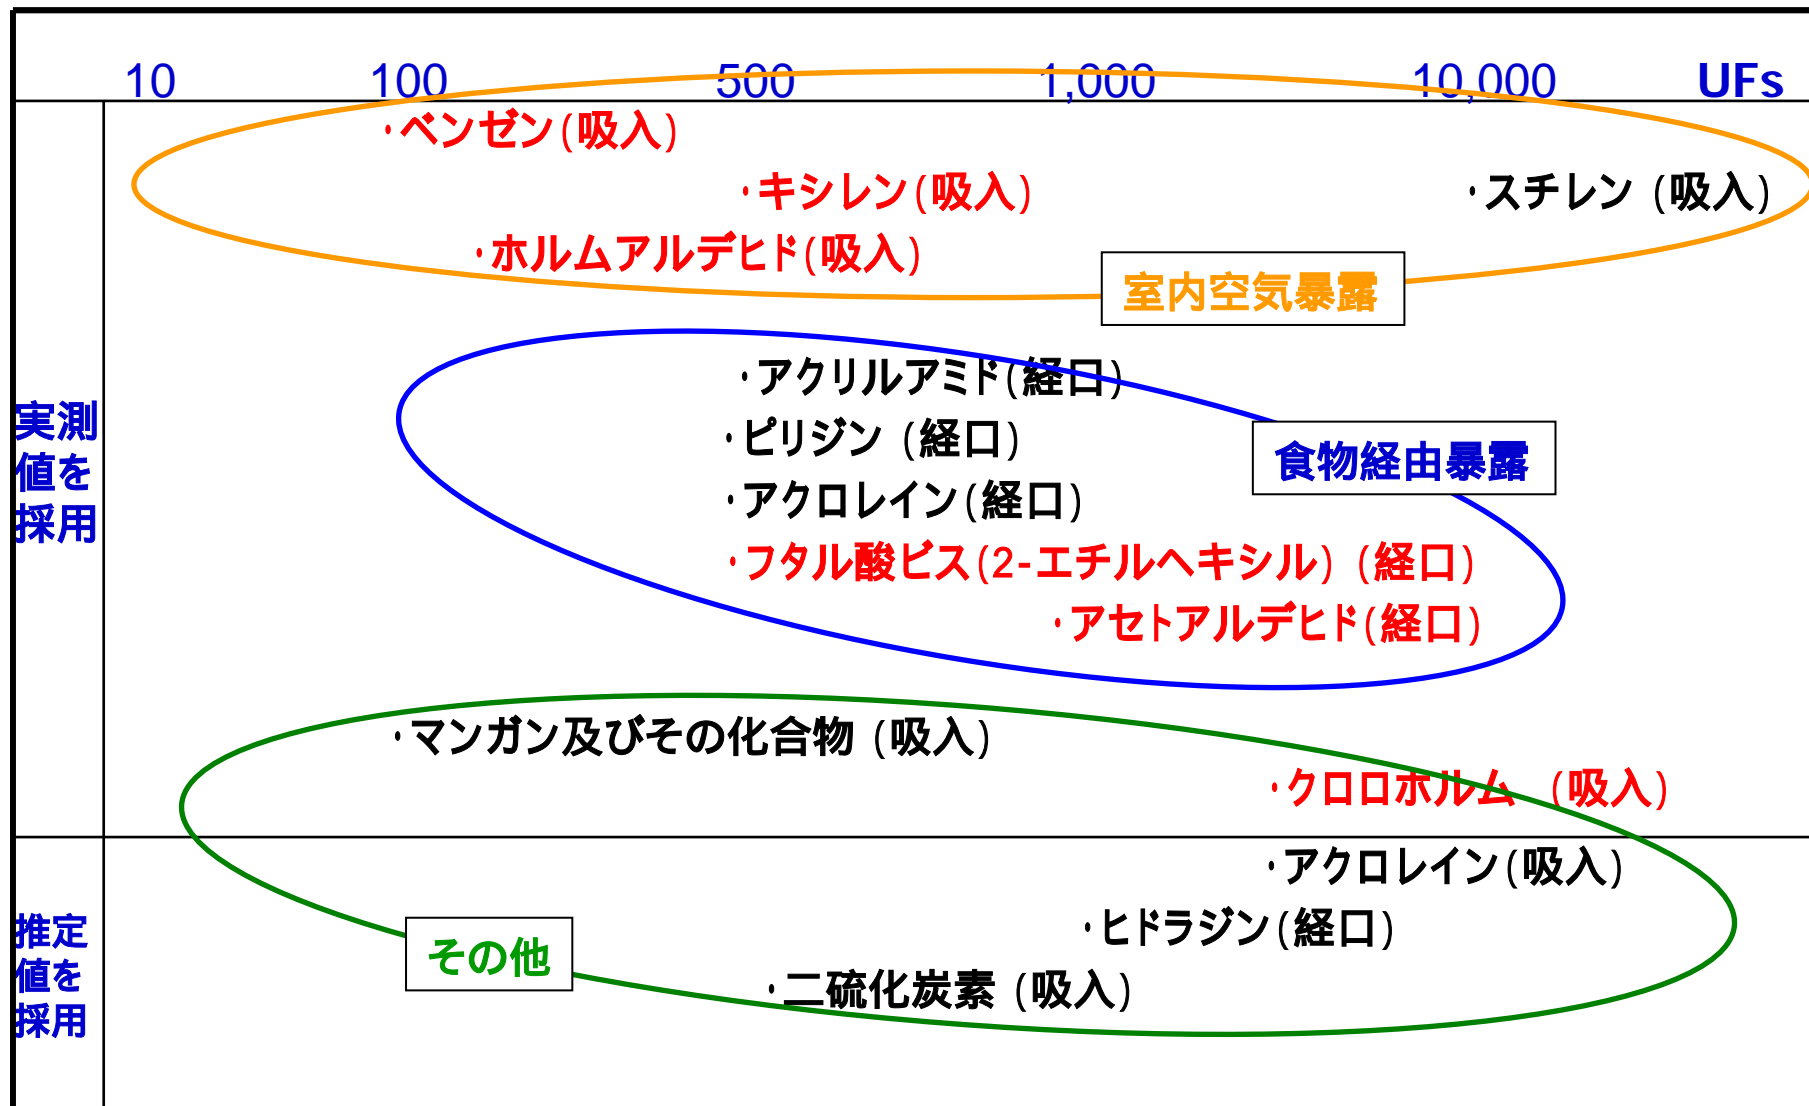 10 100 500 1,000 10,000 UFs
・ベンゼン(吸入)
・キシレン(吸入)
・スチレン (吸入)
・ホルムアルデヒド(吸入)
室内空気暴露
・アクリルアミド(経口)
・ピリジン (経口)
・アクロレイン(経口)
・フタル酸ビス(2-エチルヘキシル) (経口)
・アセトアルデヒド(経口)
食物経由暴露
実測
値を
採用
・マンガン及びその化合物 (吸入)
・クロロホルム (吸入)
・アクロレイン(吸入)
・ヒドラジン(経口)
・二硫化炭素 (吸入)
その他
推定
値を
採用